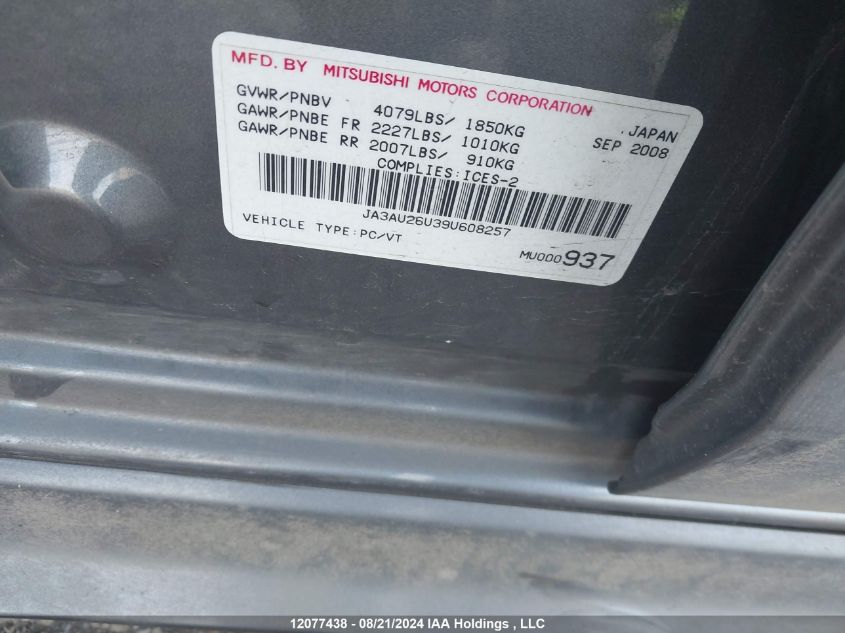 MFD. BY MITSUBISHI MOTORS CORPORATION
GVWR/PNBV 4079LBS/ 1850KG JAPAN
GAWR/PNBE FR 2227LBS/ 1010KG SEP 2008
GAWR/PNBE RR 2007LBS/ 910KG
COMPLIES:ICES-2
JA3AU26U39U608257
VEHICLE TYPE:PC/VT
MU000937
12077438 - 08/21/2024 IAA Holdings , LLC